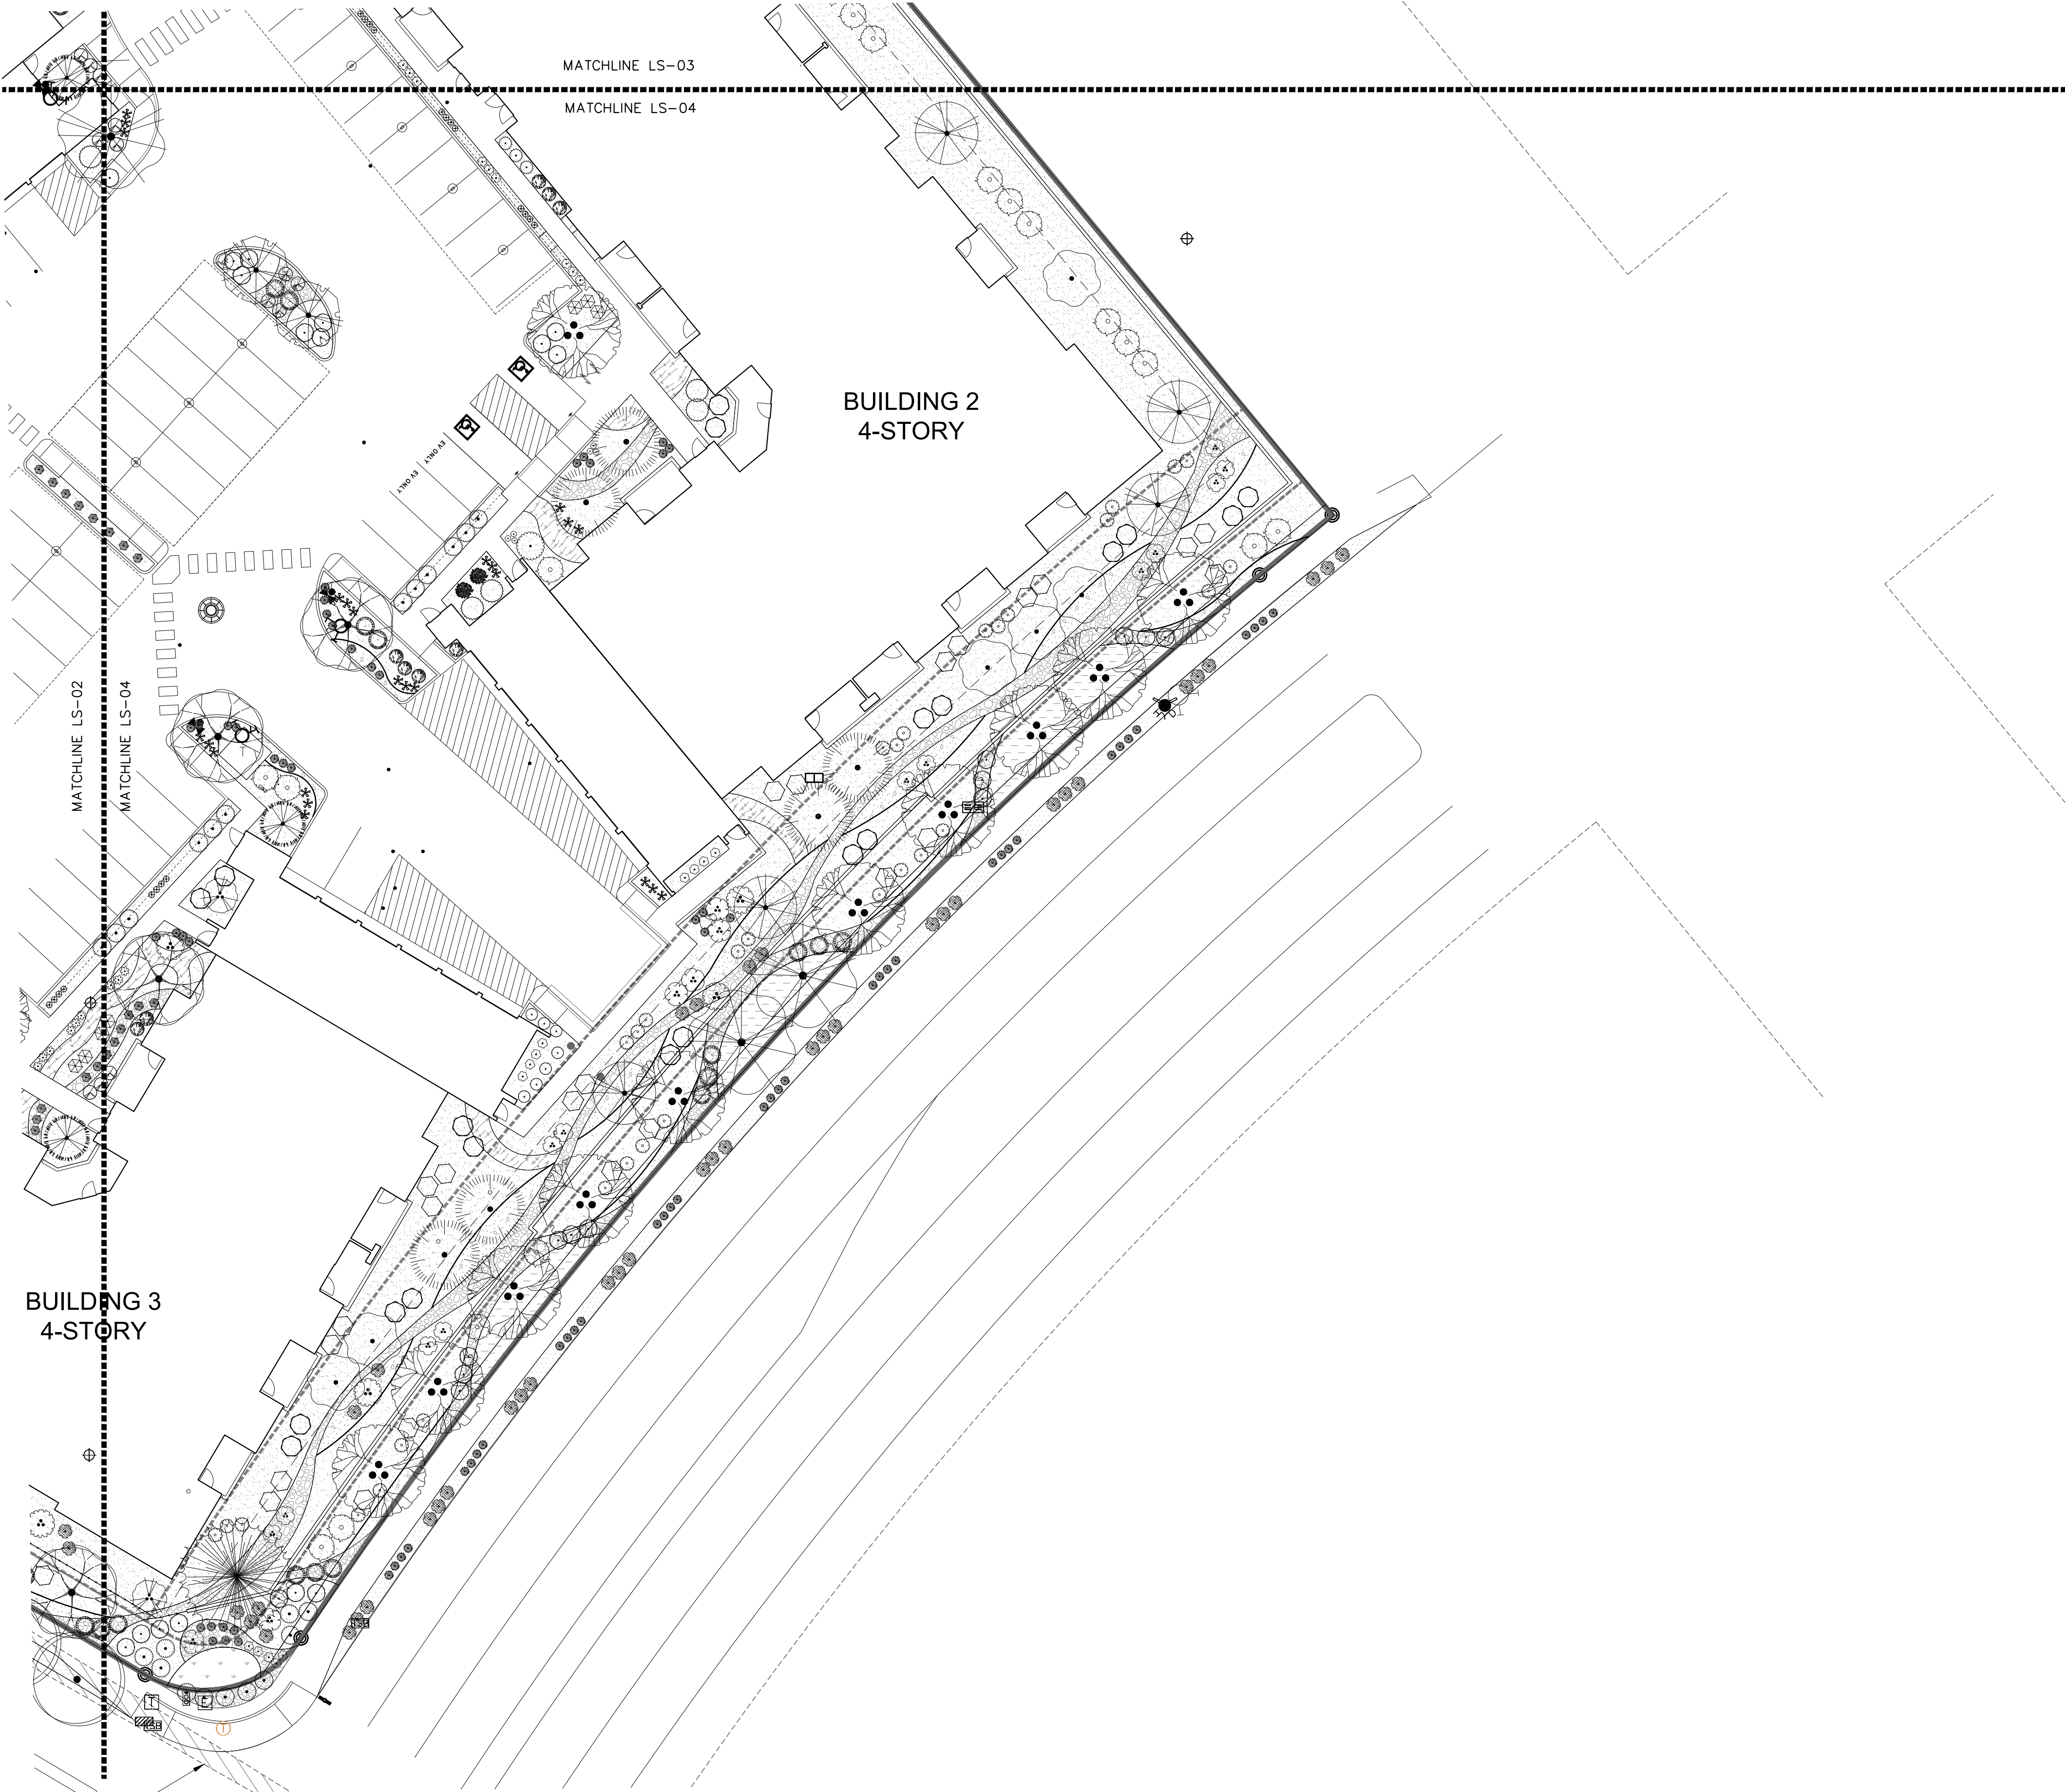 MATCHLINE LS-03
MATCHLINE LS-04
BUILDING 2
4-STORY
EV ONLY
EV ONLY
MATCHLINE LS-02
MATCHLINE LS-04
BUILDING 3
4-STORY
T
E
T